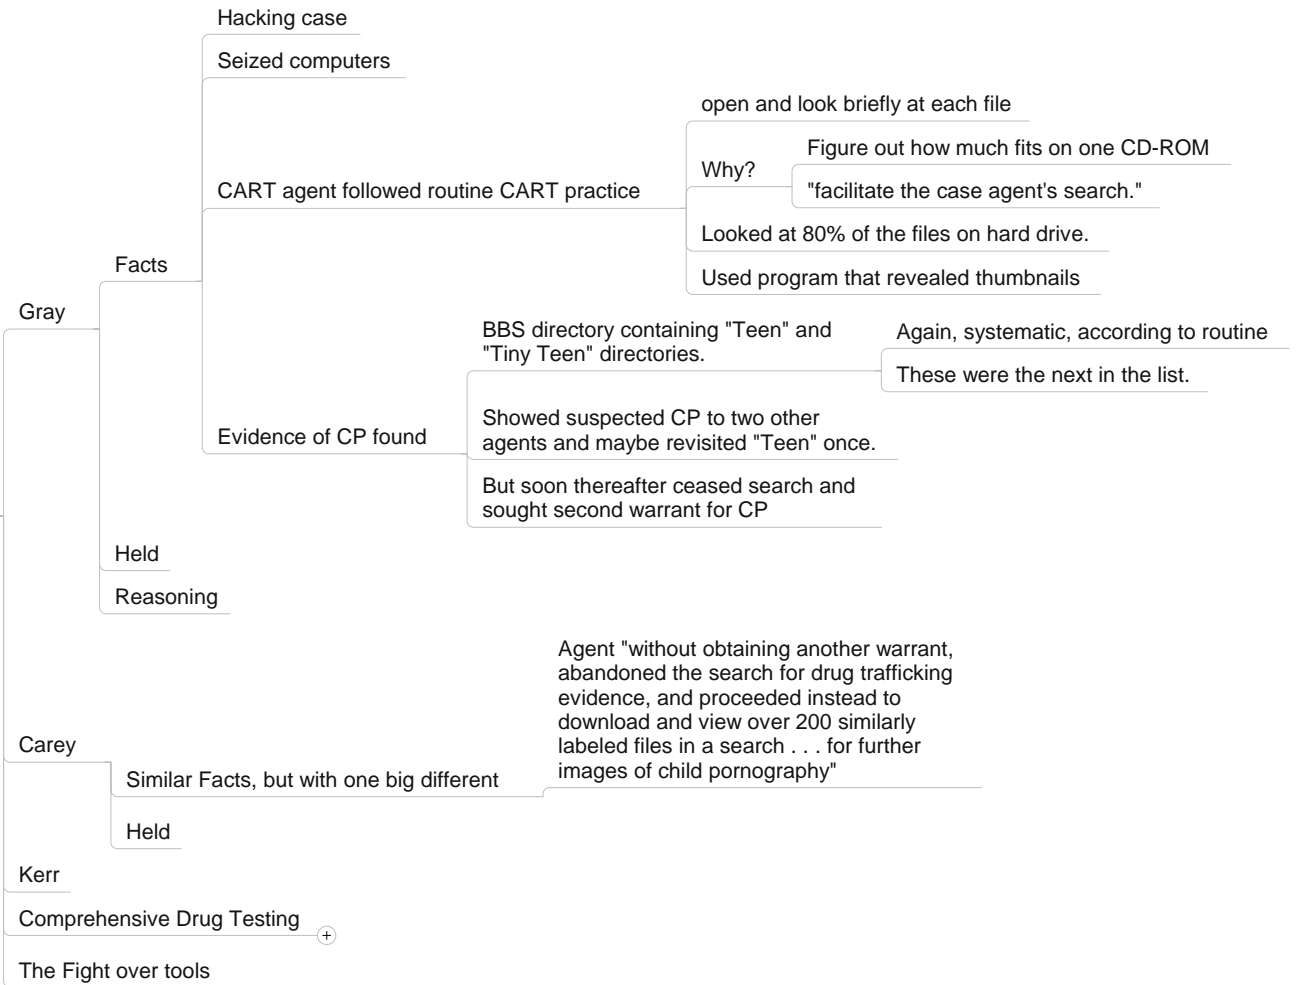 Hacking case
Seized computers
open and look briefly at each file
Figure out how much fits on one CD-ROM
Why?
"facilitate the case agent's search."
CART agent followed routine CART practice
Looked at 80% of the files on hard drive.
Facts
Used program that revealed thumbnails
Gray
BBS directory containing "Teen" and
"Tiny Teen" directories.
Again, systematic, according to routine
These were the next in the list.
Showed suspected CP to two other
agents and maybe revisited "Teen" once.
Evidence of CP found
But soon thereafter ceased search and
sought second warrant for CP
Held
Reasoning
Agent "without obtaining another warrant,
abandoned the search for drug trafficking
evidence, and proceeded instead to
download and view over 200 similarly
labeled files in a search . . . for further
images of child pornography"
Carey
Similar Facts, but with one big different
Held
Kerr
Comprehensive Drug Testing
The Fight over tools